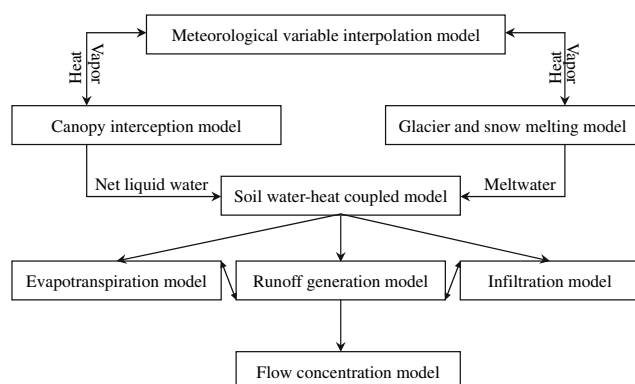 Meteorological variable interpolation model
Heat
Vapor
Heat
Vapor
Canopy interception model
Glacier and snow melting model
Net liquid water
Meltwater
Soil water-heat coupled model
Evapotranspiration model
Runoff generation model
Infiltration model
Flow concentration model